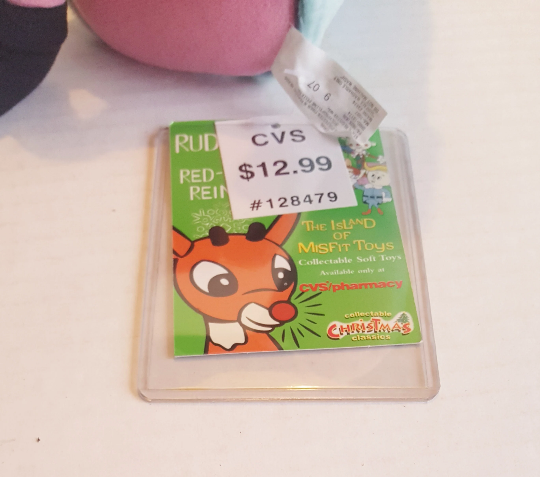 CVS
$12.99
#128479
RUD
RED-
REIN
THE ISLAND
OF
MISFIT TOYS
Collectable Soft Toys
Available only at
CVS/pharmacy
collectable
CHRISTMAS
classics